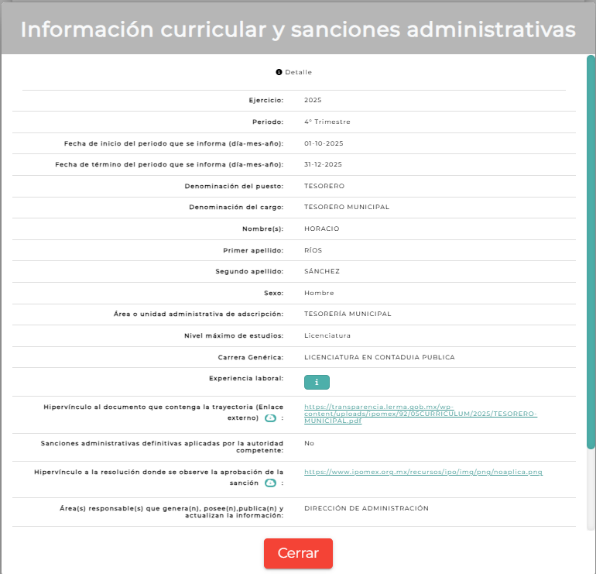 Información curricular y sanciones administrativas
Detalle
Ejercicio: 2025
Periodo: 4° Trimestre
Fecha de inicio del periodo que se informa (día-mes-año): 01-10-2025
Fecha de término del periodo que se informa (día-mes-año): 31-12-2025
Denominación del puesto: TESORERO
Denominación del cargo: TESORERO MUNICIPAL
Nombre(s): HORACIO
Primer apellido: RÍOS
Segundo apellido: SÁNCHEZ
Sexo: Hombre
Área o unidad administrativa de adscripción: TESORERÍA MUNICIPAL
Nivel máximo de estudios: Licenciatura
Carrera Genérica: LICENCIATURA EN CONTADUIA PUBLICA
Experiencia laboral: i
Hipervínculo al documento que contenga la trayectoria (Enlace
externo) :
https://transparencia.lerma.gob.mx/wp-
content/uploads/ipomex/92/05CURRICULUM/2025/TESORERO-
MUNICIPAL.pdf
Sanciones administrativas definitivas aplicadas por la autoridad
competente:
No
Hipervínculo a la resolución donde se observe la aprobación de la
sanción :
https://www.ipomex.org.mx/recursos/ipo/img/png/noaplica.png
Área(s) responsable(s) que genera(n), posee(n),publica(n) y
actualizan la información:
DIRECCIÓN DE ADMINISTRACIÓN
Cerrar